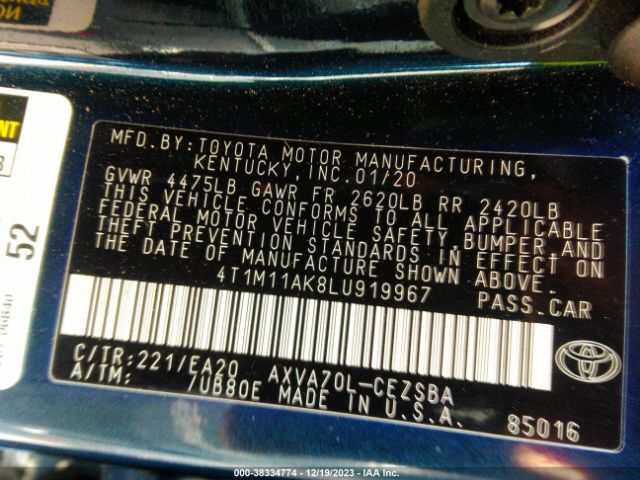 MFD. BY: TOYOTA MOTOR MANUFACTURING,
KENTUCKY, INC. 01/20
GVWR 4475LB GAWR FR 2620LB RR 2420LB
THIS VEHICLE CONFORMS TO ALL APPLICABLE
FEDERAL MOTOR VEHICLE SAFETY, BUMPER, AND
THEFT PREVENTION STANDARDS IN EFFECT ON
THE DATE OF MANUFACTURE SHOWN ABOVE.
4T1M11AK8LU919967 PASS.CAR
C/TR:221/EA20 AXVA70L-CEZSBA
A/TM: /UB80E MADE IN U.S.A.
85016
TOYOTA
52
000-38334774 - 12/19/2023 - IAA Inc.